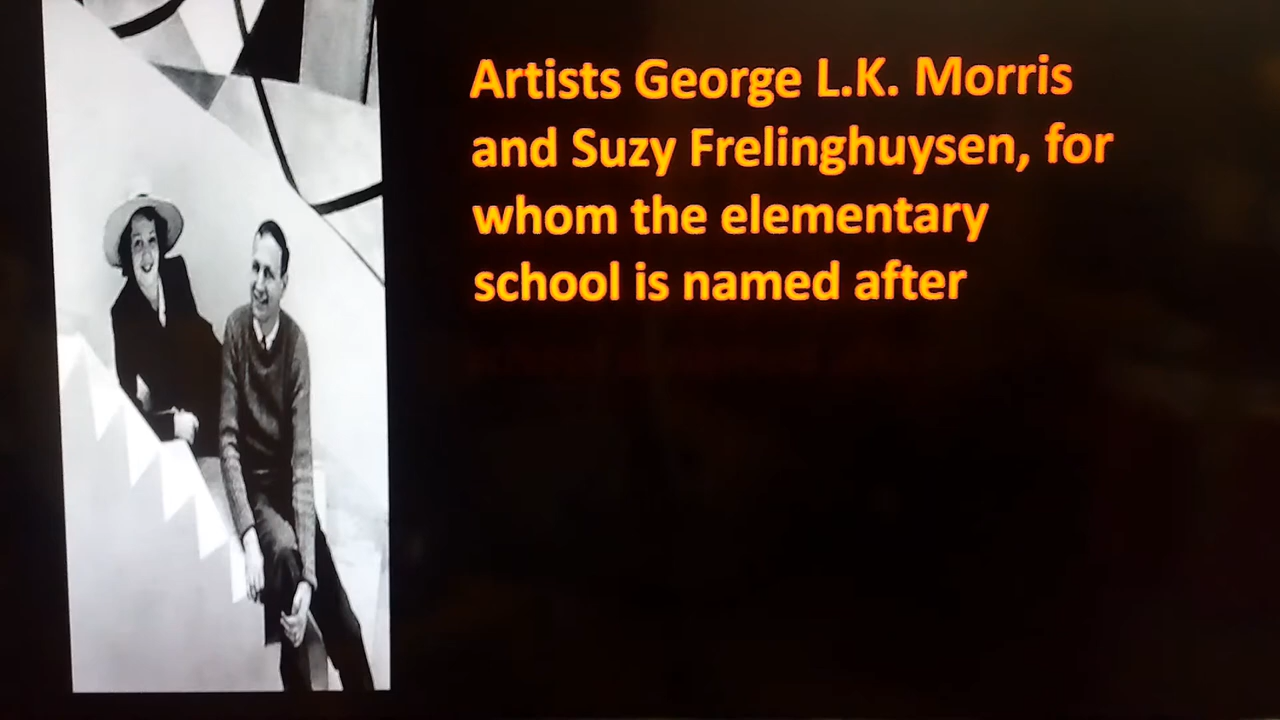 Artists George L.K. Morris
and Suzy Frelinghuysen, for
whom the elementary
school is named after